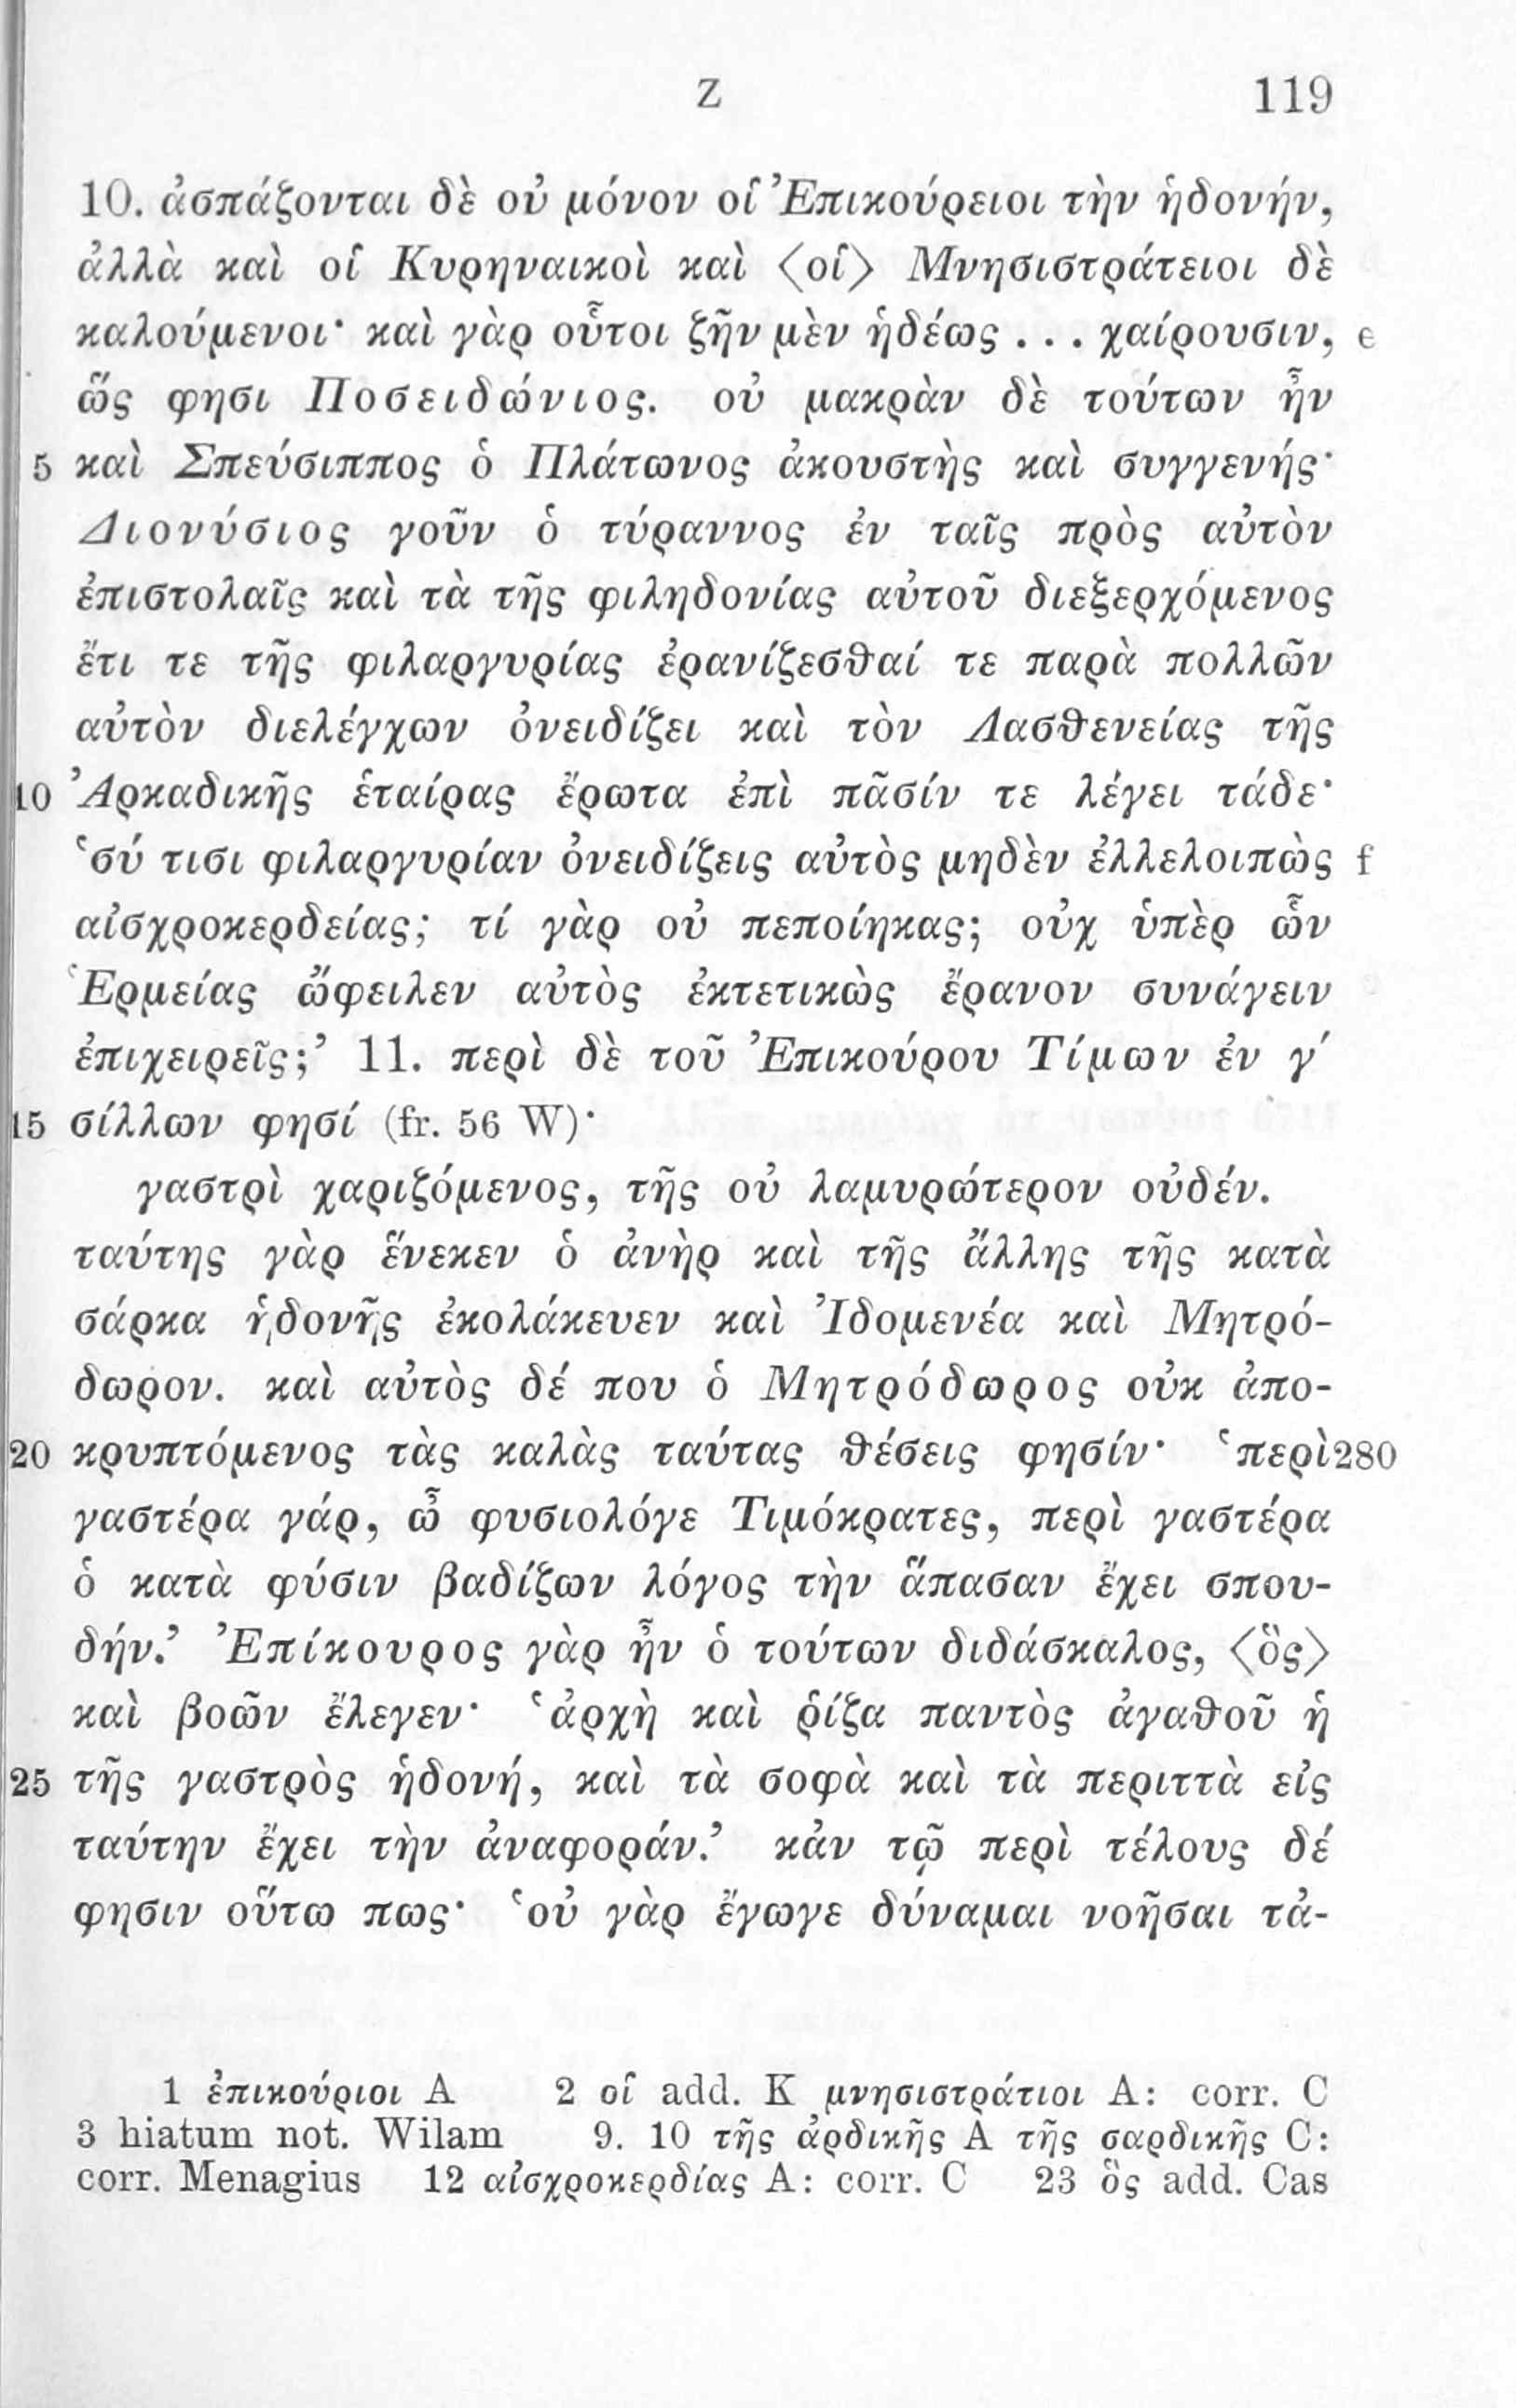 Z 119
10. ἀσπάζονται δὲ οὐ μόνον οἱ Ἐπικούρειοι τὴν ἡδονήν,
ἀλλὰ καὶ οἱ Κυρηναικοὶ καὶ ⟨οἱ⟩ Μνησιστράτειοι δὲ
καλούμενοι· καὶ γὰρ οὗτοι ζῆν μὲν ἡδέως . . . χαίρουσιν, e
ὥς φησι Ποσειδώνιος. οὐ μακρὰν δὲ τούτων ἦν
5 καὶ Σπεύσιππος ὁ Πλάτωνος ἀκουστὴς καὶ συγγενής·
Διονύσιος γοῦν ὁ τύραννος ἐν ταῖς πρὸς αὐτὸν
ἐπιστολαῖς καὶ τὰ τῆς φιληδονίας αὐτοῦ διεξερχόμενος
ἔτι τε τῆς φιλαργυρίας ἐρανίζεσθαί τε παρὰ πολλῶν
αὐτὸν διελέγχων ὀνειδίζει καὶ τὸν Λασθενείας τῆς
10 Ἀρκαδικῆς ἑταίρας ἔρωτα ἐπὶ πᾶσίν τε λέγει τάδε·
‘σύ τισι φιλαργυρίαν ὀνειδίζεις αὐτὸς μηδὲν ἐλλελοιπὼς f
αἰσχροκερδείας; τί γὰρ οὐ πεποίηκας; οὐχ ὑπὲρ ὧν
Ἑρμείας ὤφειλεν αὐτὸς ἐκτετικὼς ἔρανον συνάγειν
ἐπιχειρεῖς;’ 11. περὶ δὲ τοῦ Ἐπικούρου Τίμων ἐν γ′
15 σίλλων φησί (fr. 56 W)·
γαστρὶ χαριζόμενος, τῆς οὐ λαμυρώτερον οὐδέν.
ταύτης γὰρ ἕνεκεν ὁ ἀνὴρ καὶ τῆς ἄλλης τῆς κατὰ
σάρκα ἡδονῆς ἐκολάκευεν καὶ Ἰδομενέα καὶ Μητρό-
δωρον. καὶ αὐτὸς δέ που ὁ Μητρόδωρος οὐκ ἀπο-
20 κρυπτόμενος τὰς καλὰς ταύτας θέσεις φησίν· ‘περὶ 280
γαστέρα γάρ, ὦ φυσιολόγε Τιμόκρατες, περὶ γαστέρα
ὁ κατὰ φύσιν βαδίζων λόγος τὴν ἅπασαν ἔχει σπου-
δήν.’ Ἐπίκουρος γὰρ ἦν ὁ τούτων διδάσκαλος, ⟨ὃς⟩
καὶ βοῶν ἔλεγεν· ‘ἀρχὴ καὶ ῥίζα παντὸς ἀγαθοῦ ἡ
25 τῆς γαστρὸς ἡδονή, καὶ τὰ σοφὰ καὶ τὰ περιττὰ εἰς
ταύτην ἔχει τὴν ἀναφοράν.’ κἀν τῷ περὶ τέλους δέ
φησιν οὕτω πως· ‘οὐ γὰρ ἔγωγε δύναμαι νοῆσαι τἀ-
1 ἐπικούριοι A 2 οἱ add. K μνησιστράτιοι A: corr. C
3 hiatum not. Wilam 9. 10 τῆς ἀρδικῆς A τῆς σαρδικῆς C:
corr. Menagius 12 αἰσχροκερδίας A: corr. C 23 ὃς add. Cas